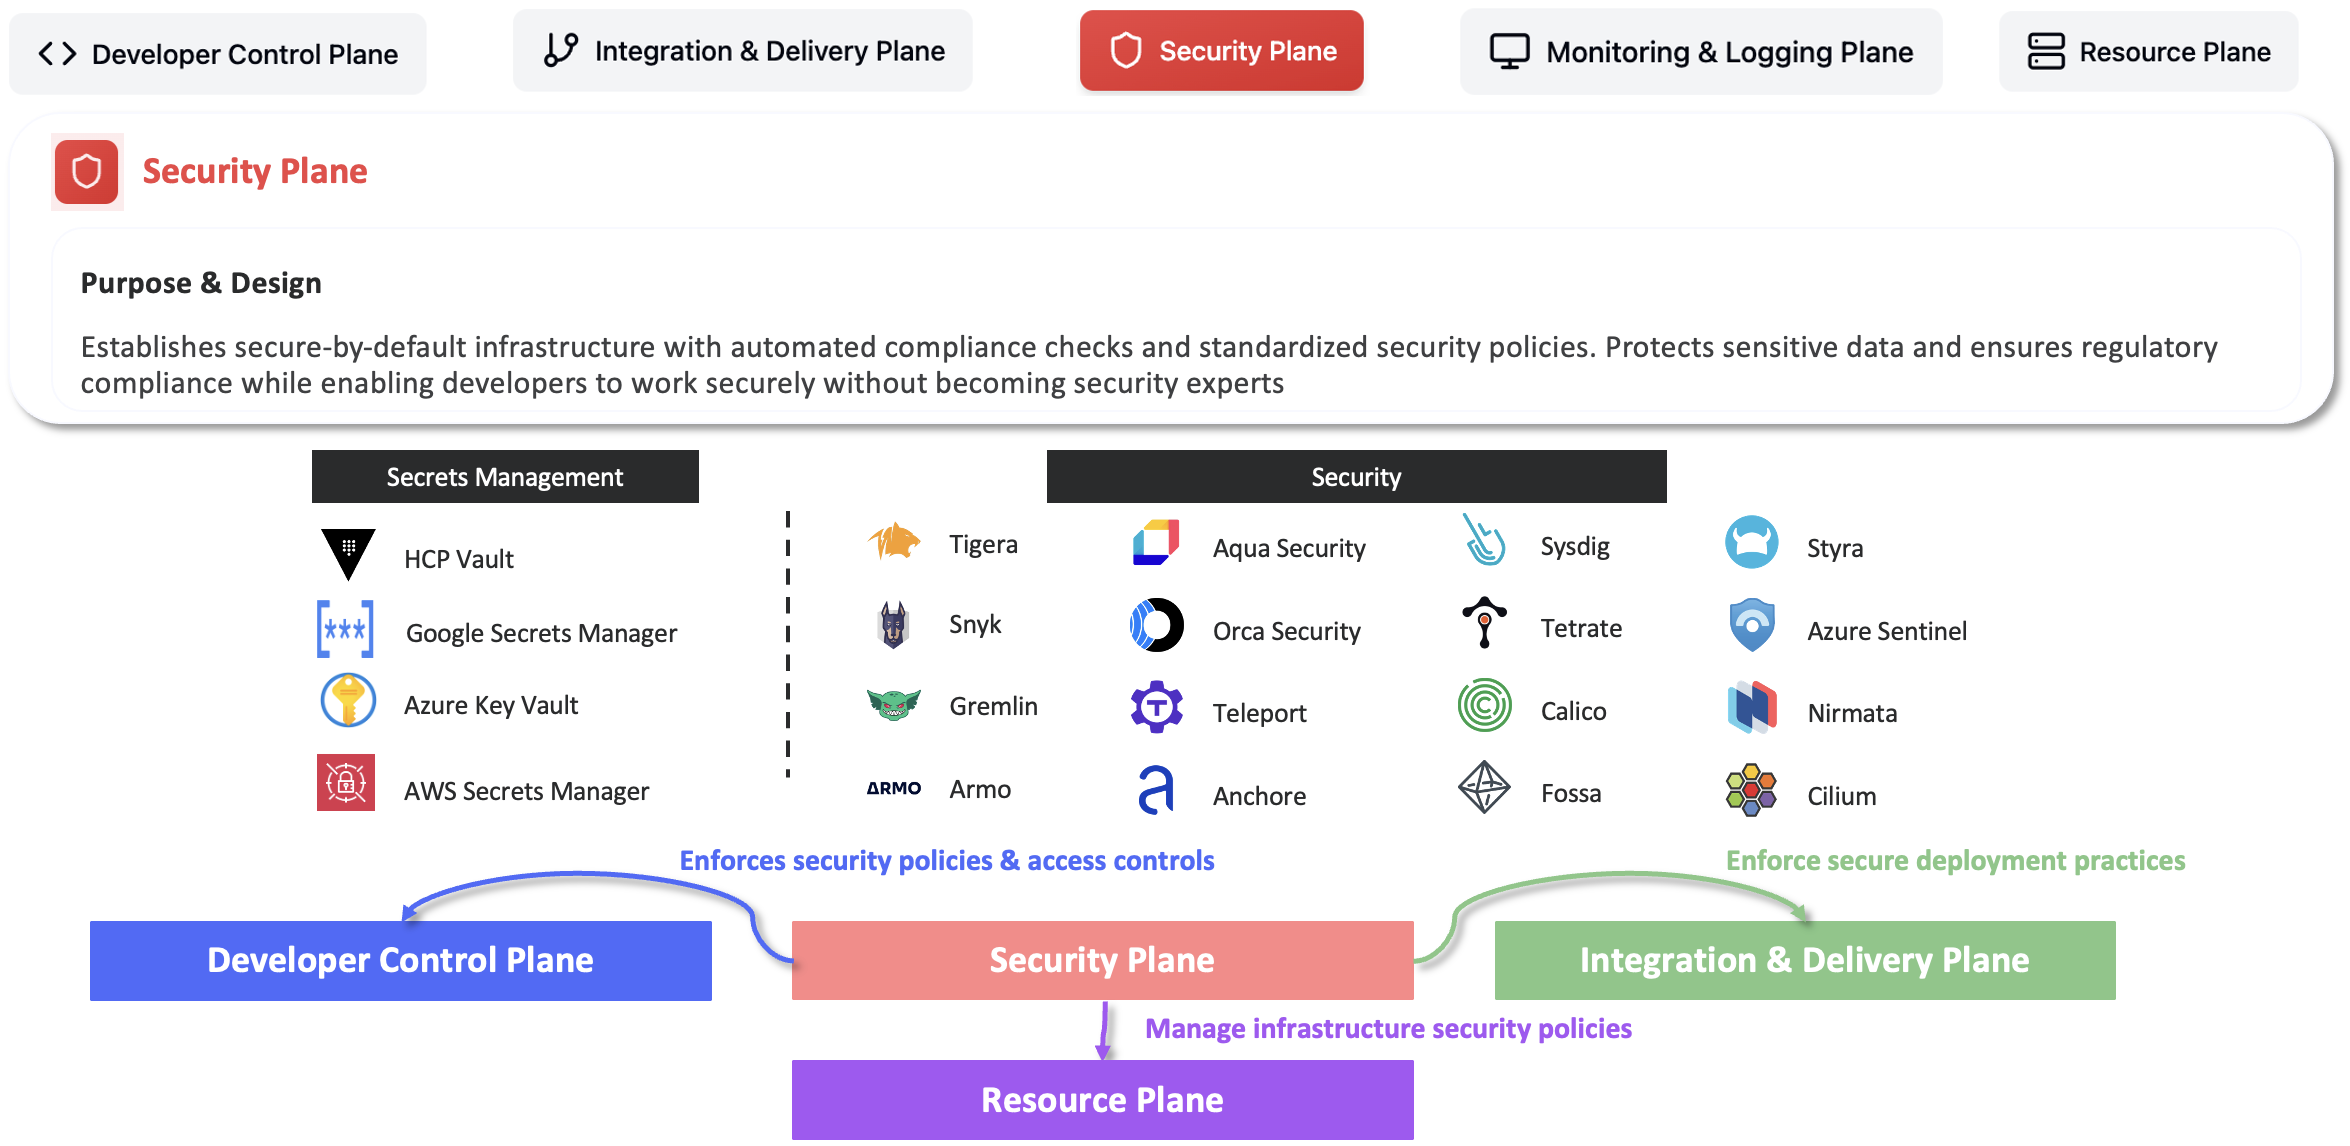 Developer Control Plane
Integration & Delivery Plane
Security Plane
Monitoring & Logging Plane
Resource Plane
Security Plane
Purpose & Design
Establishes secure-by-default infrastructure with automated compliance checks and standardized security policies. Protects sensitive data and ensures regulatory
compliance while enabling developers to work securely without becoming security experts
Secrets Management
HCP Vault
Google Secrets Manager
Azure Key Vault
AWS Secrets Manager
Security
Tigera
Aqua Security
Sysdig
Styra
Snyk
Orca Security
Tetrate
Azure Sentinel
Gremlin
Teleport
Calico
Nirmata
ARMO
Armo
Anchore
Fossa
Cilium
Enforces security policies & access controls
Enforce secure deployment practices
Developer Control Plane
Security Plane
Integration & Delivery Plane
Manage infrastructure security policies
Resource Plane